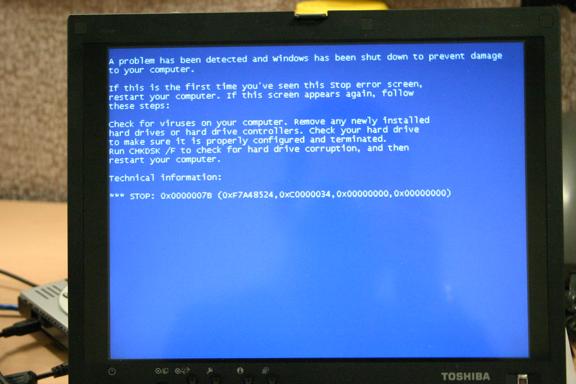 A problem has been detected and Windows has been shut down to prevent damage
to your computer.
If this is the first time you've seen this Stop error screen,
restart your computer. If this screen appears again, follow
these steps:
Check for viruses on your computer. Remove any newly installed
hard drives or hard drive controllers. Check your hard drive
to make sure it is properly configured and terminated.
Run CHKDSK /F to check for hard drive corruption, and then
restart your computer.
Technical information:
*** STOP: 0x0000007B (0xF7A48524,0xC0000034,0x00000000,0x00000000)
TOSHIBA